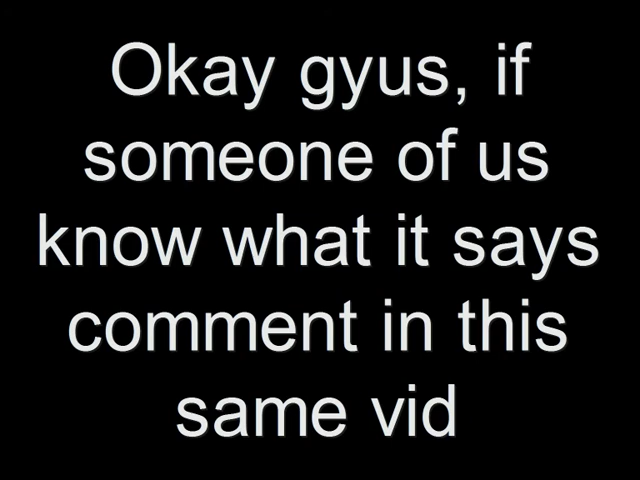 Okay gyus, if
someone of us
know what it says
comment in this
same vid